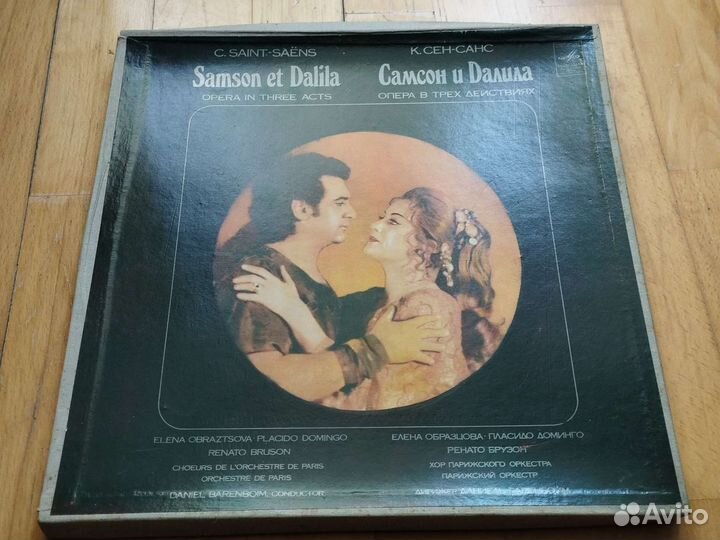 C. SAINT-SAËNS
Samson et Dalila
OPERA IN THREE ACTS
К. СЕН-САНС
Самсон и Далила
ОПЕРА В ТРЕХ ДЕЙСТВИЯХ
ELENA OBRAZTSOVA · PLACIDO DOMINGO
RENATO BRUSON
CHOEURS DE L'ORCHESTRE DE PARIS
ORCHESTRE DE PARIS
DANIEL BARENBOIM, CONDUCTOR
ЕЛЕНА ОБРАЗЦОВА · ПЛАСИДО ДОМИНГО
РЕНАТО БРУЗОН
ХОР ПАРИЖСКОГО ОРКЕСТРА
ПАРИЖСКИЙ ОРКЕСТР
ДИРИЖЕР ДАНИЕЛЬ
Avito